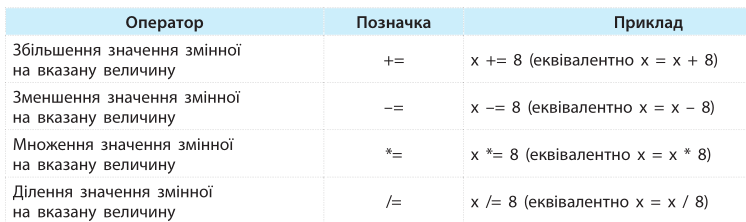 Оператор Позначка Приклад
Збільшення значення змінної
на вказану величину += x += 8 (еквівалентно x = x + 8)
Зменшення значення змінної
на вказану величину –= x –= 8 (еквівалентно x = x – 8)
Множення значення змінної
на вказану величину *= x *= 8 (еквівалентно x = x * 8)
Ділення значення змінної
на вказану величину /= x /= 8 (еквівалентно x = x / 8)